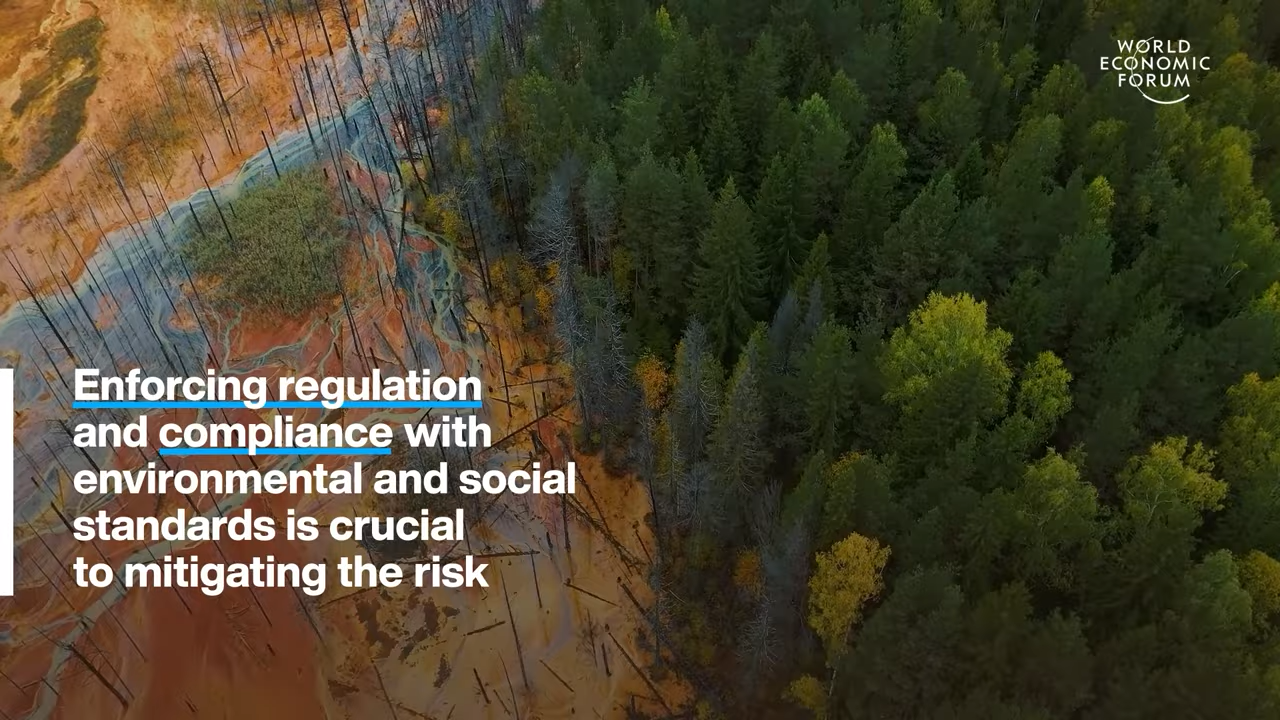 WORLD
ECONOMIC
FORUM
Enforcing regulation
and compliance with
environmental and social
standards is crucial
to mitigating the risk